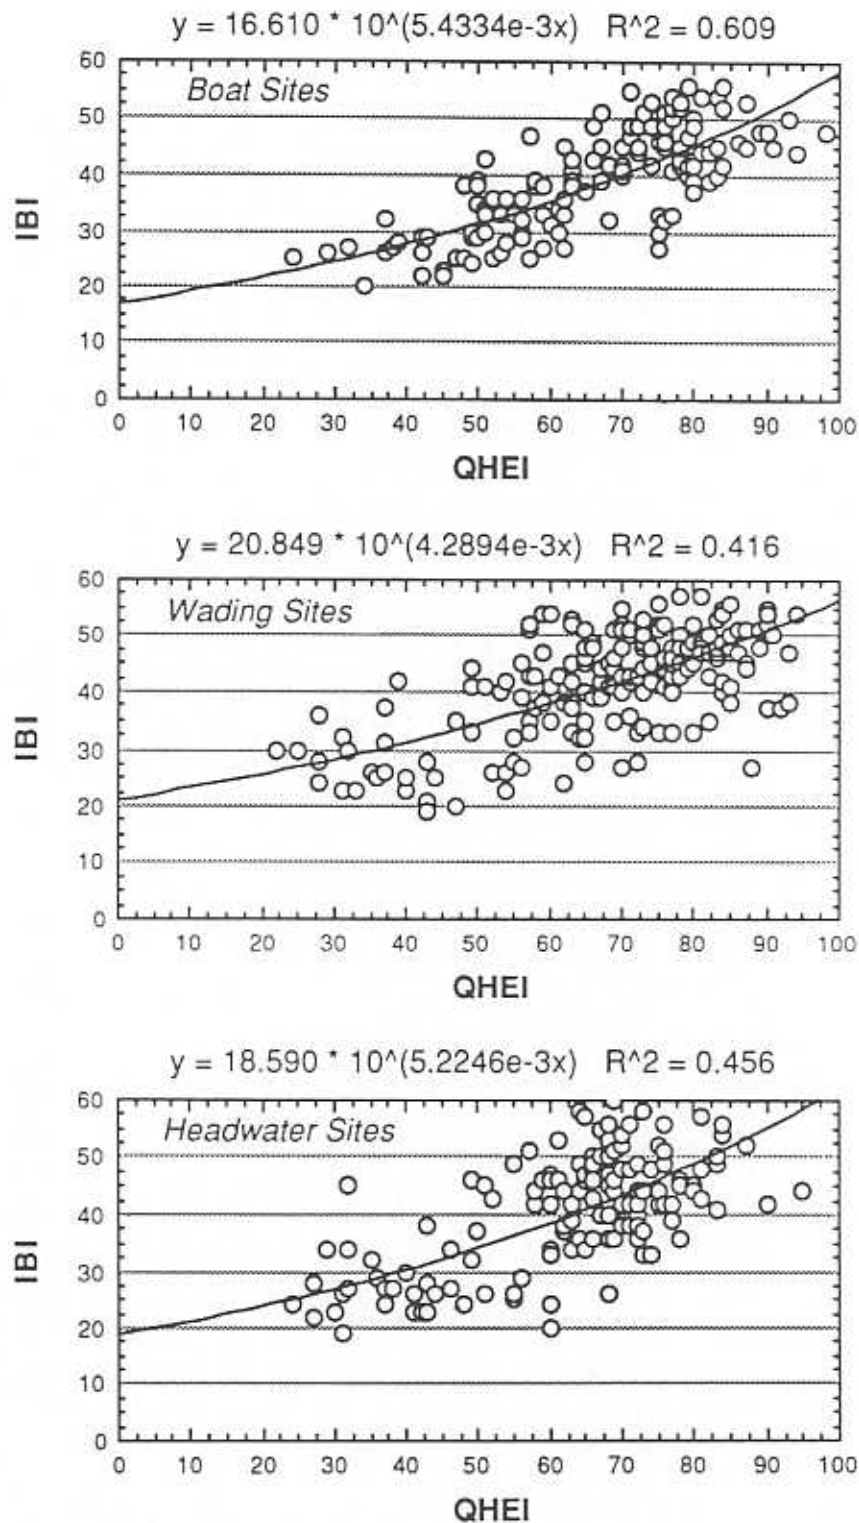 y = 16.610 * 10^(5.4334e-3x) R^2 = 0.609
60
50
40
30
20
10
0
IBI
Boat Sites
0 10 20 30 40 50 60 70 80 90 100
QHEI
y = 20.849 * 10^(4.2894e-3x) R^2 = 0.416
60
50
40
30
20
10
0
IBI
Wading Sites
0 10 20 30 40 50 60 70 80 90 100
QHEI
y = 18.590 * 10^(5.2246e-3x) R^2 = 0.456
60
50
40
30
20
10
0
IBI
Headwater Sites
0 10 20 30 40 50 60 70 80 90 100
QHEI